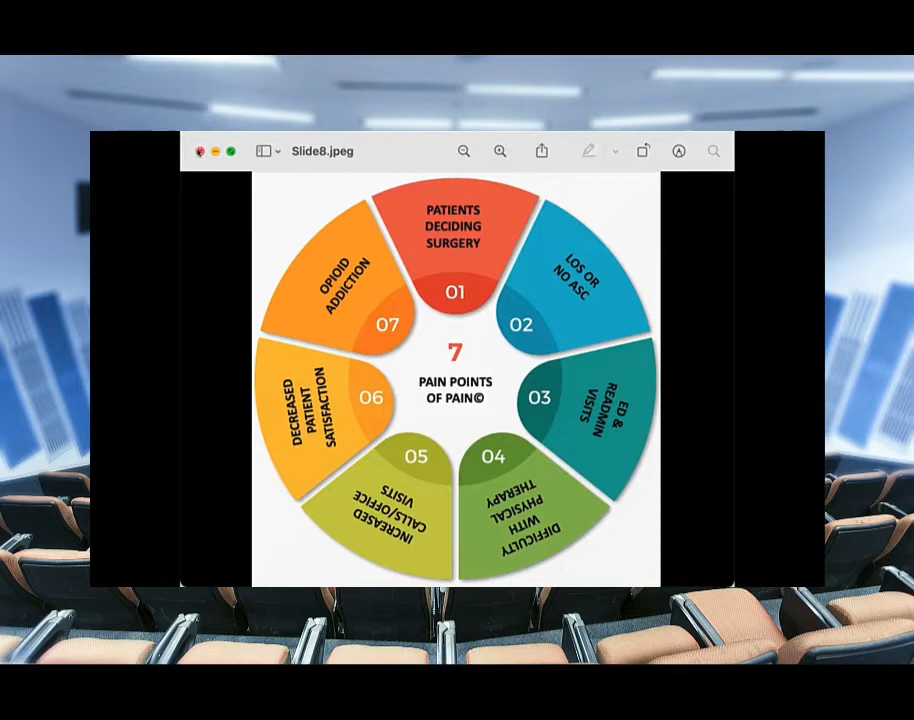 Slide8.jpeg
PATIENTS
DECIDING
SURGERY
01
LOS OR
NO ASC
02
ED &
READMIN
VISITS
03
DIFFICULTY
WITH
PHYSICAL
THERAPY
04
INCREASED
CALLS/OFFICE
VISITS
05
DECREASED
PATIENT
SATISFACTION
06
OPIOID
ADDICTION
07
7
PAIN POINTS
OF PAIN©